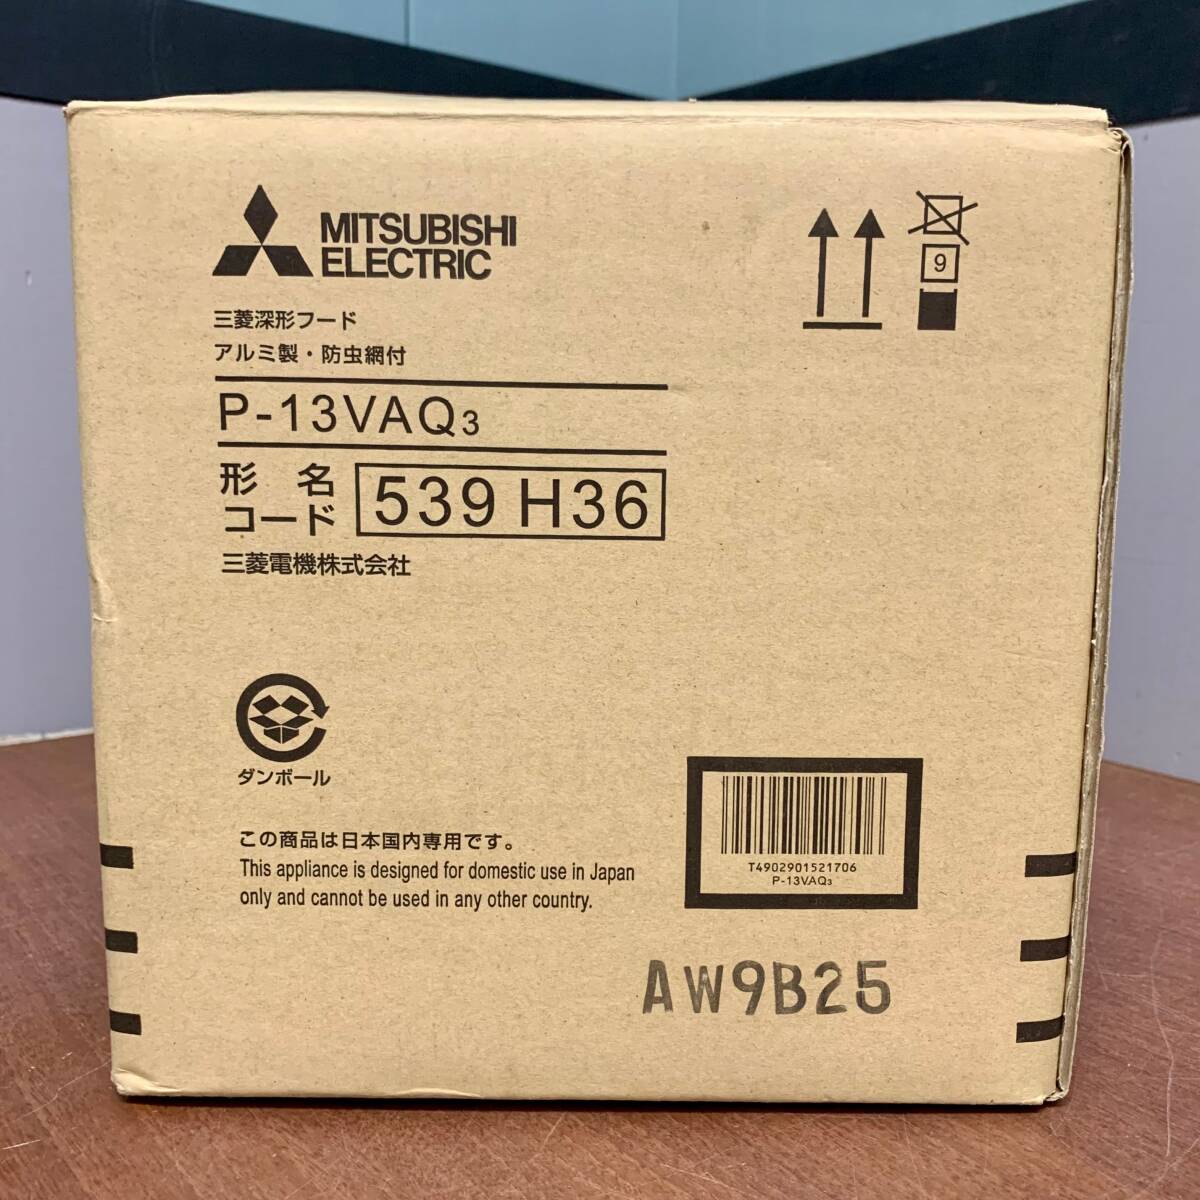 MITSUBISHI
ELECTRIC
9
三菱深形フード
アルミ製・防虫網付
P-13VAQ3
形名
コード
539 H36
三菱電機株式会社
ダンボール
この商品は日本国内専用です。
This appliance is designed for domestic use in Japan
only and cannot be used in any other country.
T4902901521706
P-13VAQ3
AW9B25